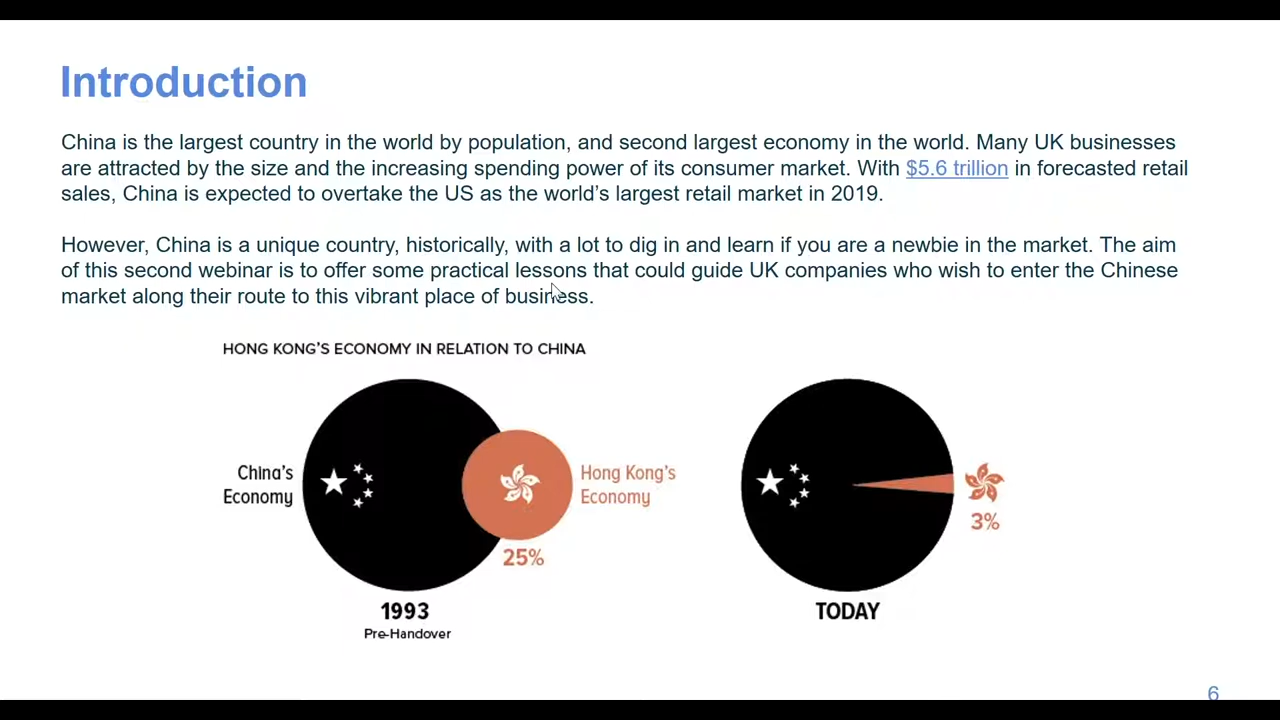 Introduction
China is the largest country in the world by population, and second largest economy in the world. Many UK businesses
are attracted by the size and the increasing spending power of its consumer market. With $5.6 trillion in forecasted retail
sales, China is expected to overtake the US as the world’s largest retail market in 2019.
However, China is a unique country, historically, with a lot to dig in and learn if you are a newbie in the market. The aim
of this second webinar is to offer some practical lessons that could guide UK companies who wish to enter the Chinese
market along their route to this vibrant place of business.
HONG KONG’S ECONOMY IN RELATION TO CHINA
China’s
Economy
Hong Kong’s
Economy
25%
1993
Pre-Handover
3%
TODAY
6